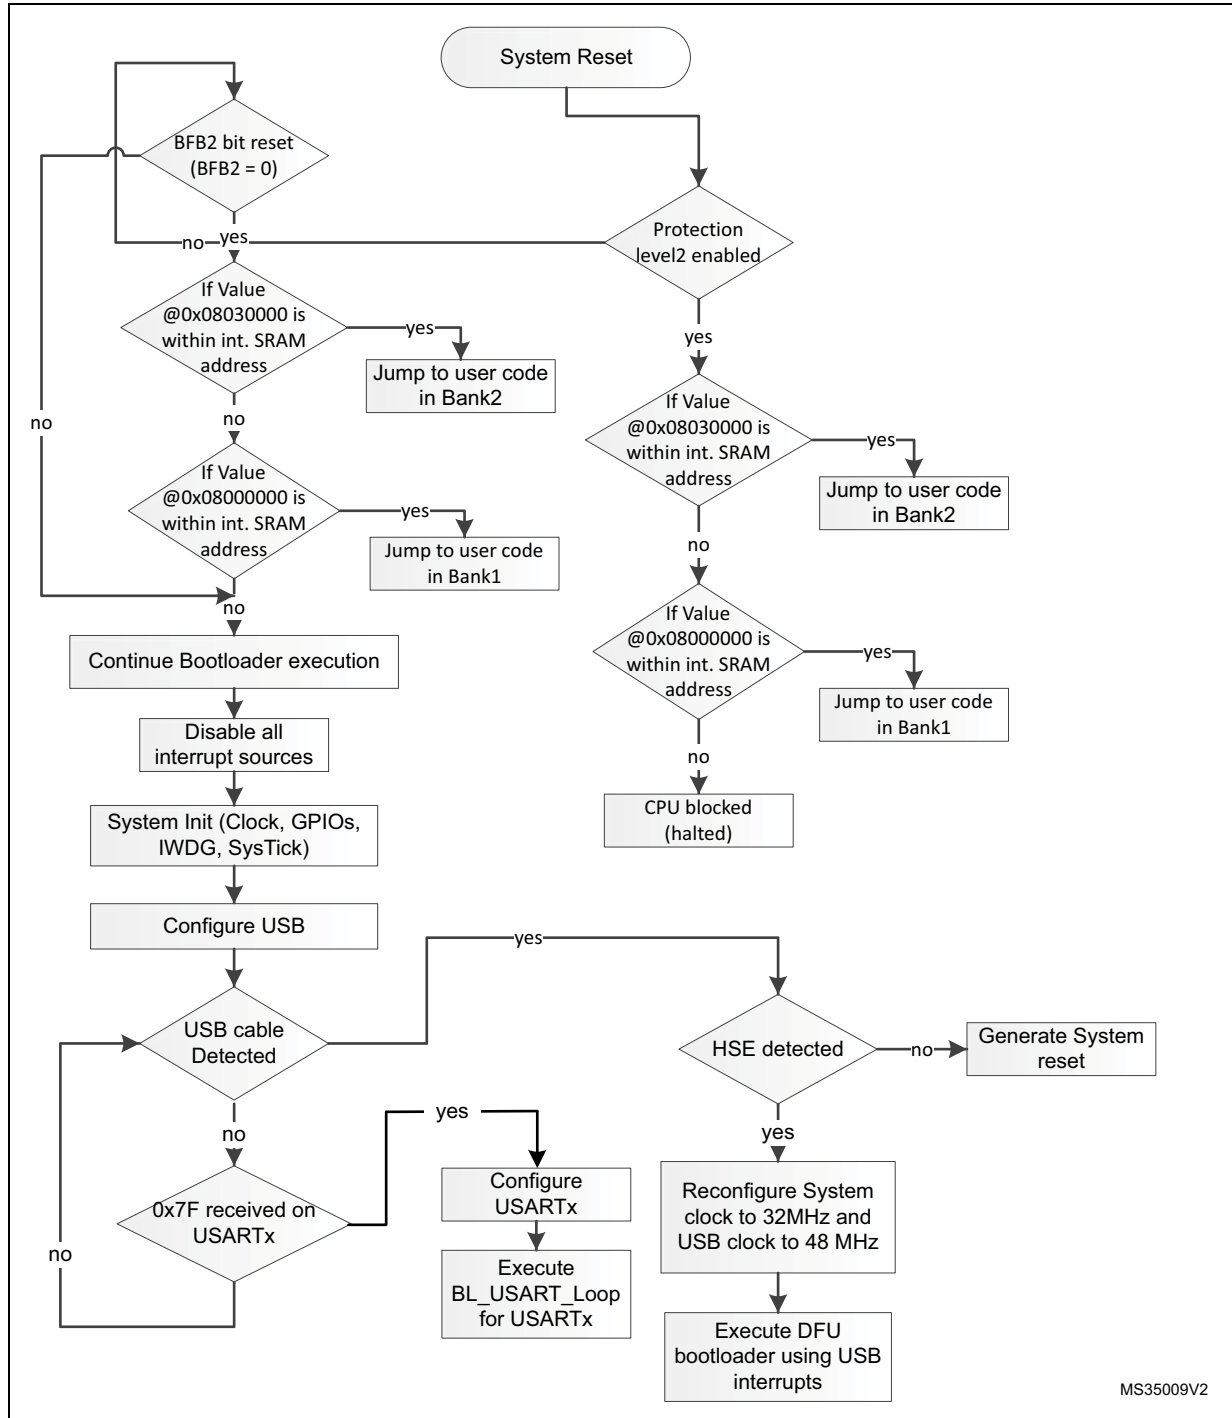 System Reset
BFB2 bit reset
(BFB2 = 0)
Protection
level2 enabled
no
yes
If Value
@0x08030000 is
within int. SRAM
address
yes
Jump to user code
in Bank2
yes
no
If Value
@0x08030000 is
within int. SRAM
address
yes
Jump to user code
in Bank2
no
If Value
@0x08000000 is
within int. SRAM
address
yes
Jump to user code
in Bank1
no
no
If Value
@0x08000000 is
within int. SRAM
address
yes
Jump to user code
in Bank1
no
CPU blocked
(halted)
Continue Bootloader execution
Disable all
interrupt sources
System Init (Clock, GPIOs,
IWDG, SysTick)
Configure USB
yes
USB cable
Detected
HSE detected
no
Generate System
reset
no
yes
yes
0x7F received on
USARTx
no
Configure
USARTx
Execute
BL_USART_Loop
for USARTx
Reconfigure System
clock to 32MHz and
USB clock to 48 MHz
Execute DFU
bootloader using USB
interrupts
MS35009V2